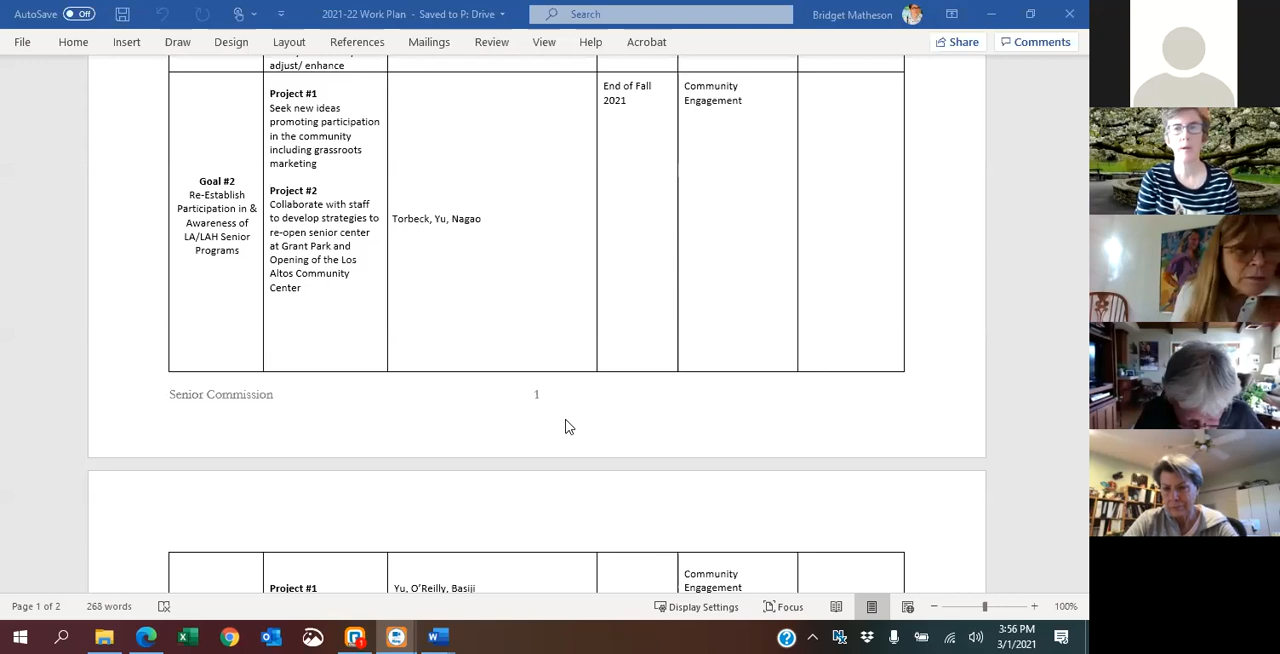 AutoSave Off 2021-22 Work Plan - Saved to P: Drive Search Bridget Matheson
File Home Insert Draw Design Layout References Mailings Review View Help Acrobat Share Comments
adjust/ enhance
Goal #2
Re-Establish
Participation in &
Awareness of
LA/LAH Senior
Programs
Project #1
Seek new ideas
promoting participation
in the community
including grassroots
marketing
Project #2
Collaborate with staff
to develop strategies to
re-open senior center
at Grant Park and
Opening of the Los
Altos Community
Center
Torbeck, Yu, Nagao
End of Fall
2021
Community
Engagement
Senior Commission 1
Project #1
Yu, O'Reilly, Basiji
Community
Engagement
Page 1 of 2 268 words Display Settings Focus 100%
3:56 PM
3/1/2021